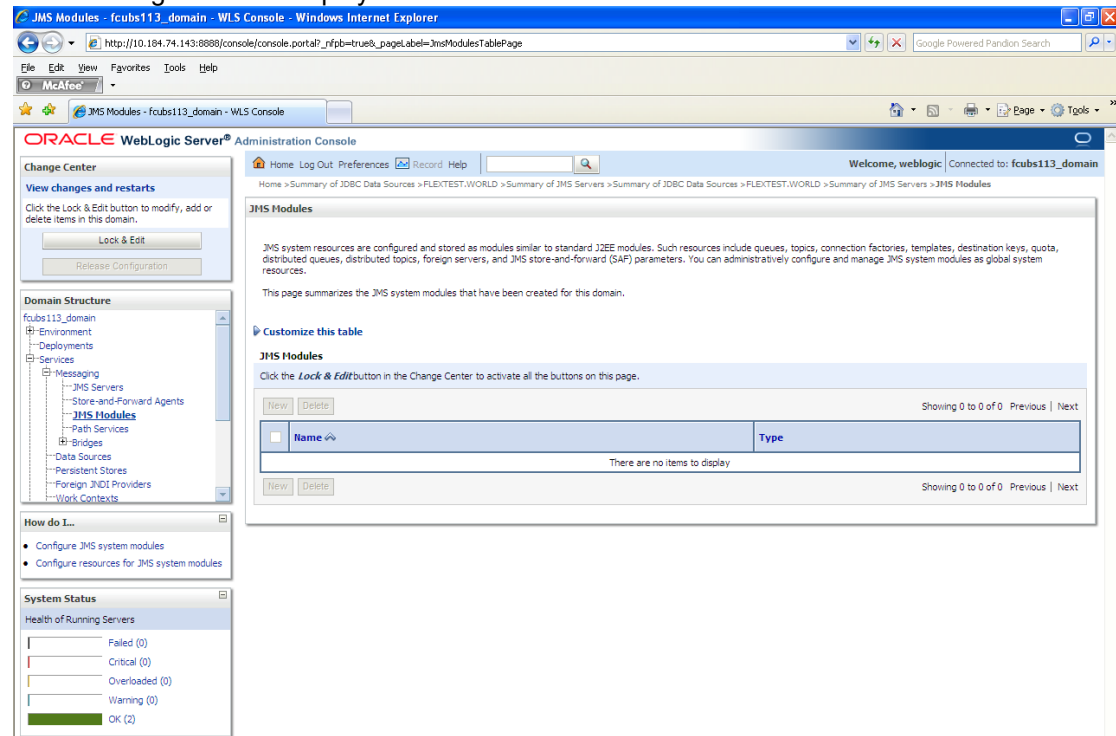 JMS Modules - fcubs113_domain - WLS Console - Windows Internet Explorer
http://10.184.74.143:8888/console/console.portal?_nfpb=true&_pageLabel=JmsModulesTablePage
Google Powered Pandion Search
File Edit View Favorites Tools Help
McAfee
JMS Modules - fcubs113_domain - WLS Console
Page Tools
ORACLE WebLogic Server® Administration Console
Change Center
View changes and restarts
Click the Lock & Edit button to modify, add or
delete items in this domain.
Lock & Edit
Release Configuration
Domain Structure
fcubs113_domain
Environment
Deployments
Services
Messaging
JMS Servers
Store-and-Forward Agents
JMS Modules
Path Services
Bridges
Data Sources
Persistent Stores
Foreign JNDI Providers
Work Contexts
How do I...
Configure JMS system modules
Configure resources for JMS system modules
System Status
Health of Running Servers
Failed (0)
Critical (0)
Overloaded (0)
Warning (0)
OK (2)
Home Log Out Preferences Record Help
Welcome, weblogic Connected to: fcubs113_domain
Home >Summary of JDBC Data Sources >FLEXTEST.WORLD >Summary of JMS Servers >Summary of JDBC Data Sources >FLEXTEST.WORLD >Summary of JMS Servers >JMS Modules
JMS Modules
JMS system resources are configured and stored as modules similar to standard J2EE modules. Such resources include queues, topics, connection factories, templates, destination keys, quota,
distributed queues, distributed topics, foreign servers, and JMS store-and-forward (SAF) parameters. You can administratively configure and manage JMS system modules as global system
resources.
This page summarizes the JMS system modules that have been created for this domain.
Customize this table
JMS Modules
Click the Lock & Edit button in the Change Center to activate all the buttons on this page.
New Delete
Showing 0 to 0 of 0 Previous | Next
Name Type
There are no items to display
New Delete
Showing 0 to 0 of 0 Previous | Next